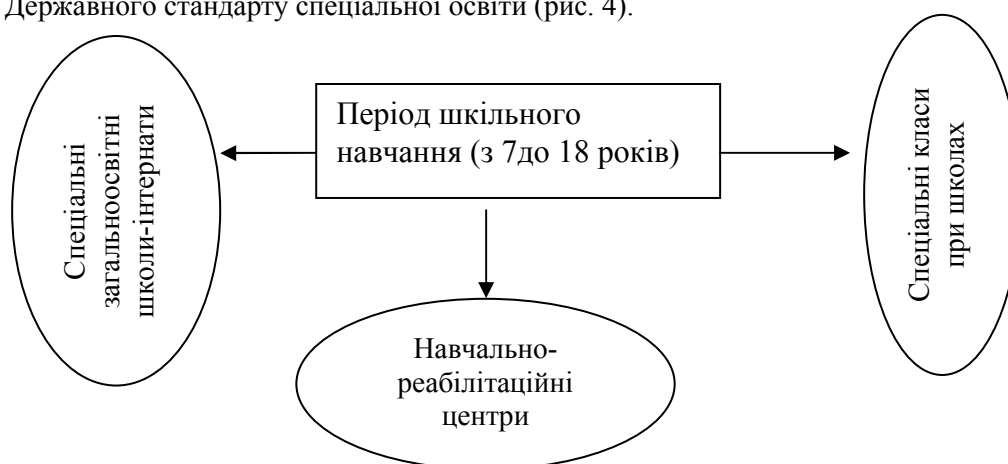 Державного стандарту спеціальної освіти (рис. 4).
Період шкільного
навчання (з 7до 18 років)
Спеціальні
загальноосвітні
школи-інтернати
Спеціальні класи
при школах
Навчально-
реабілітаційні
центри